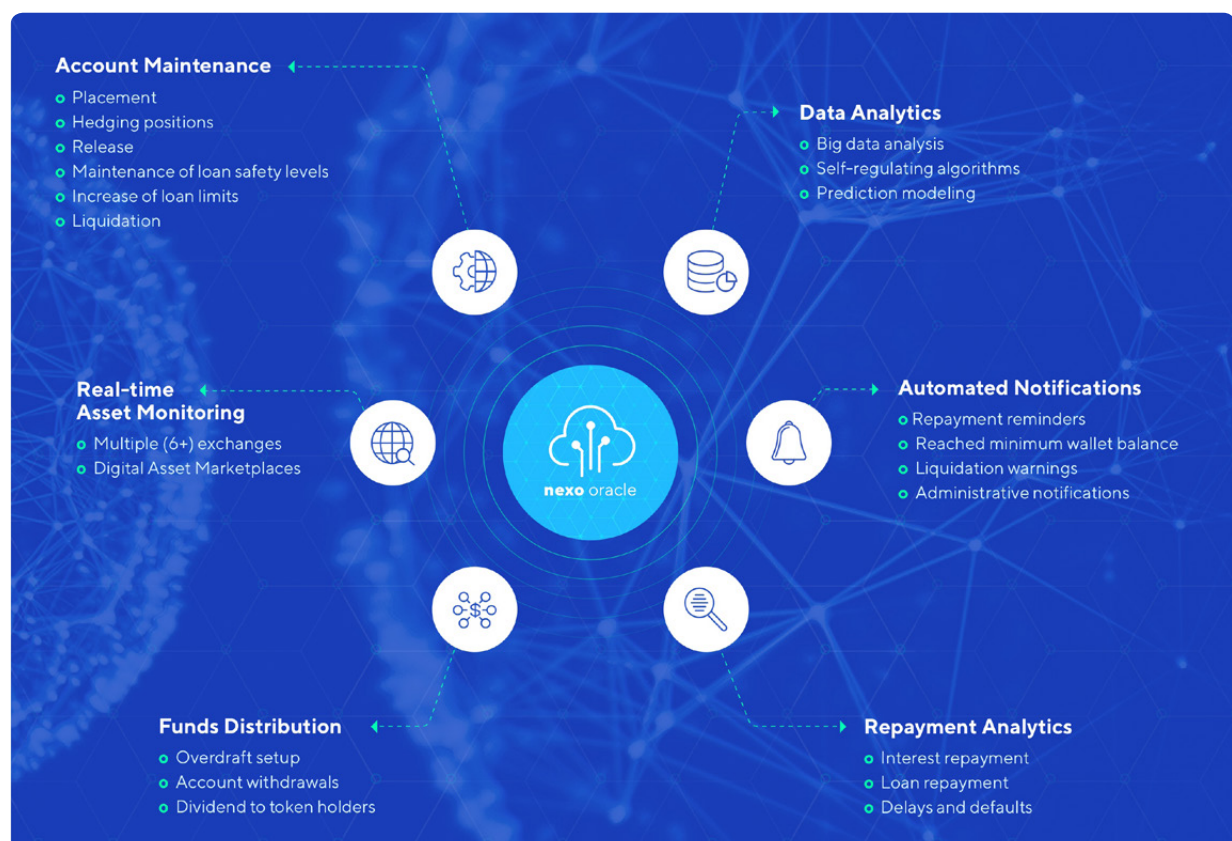 Account Maintenance
Placement
Hedging positions
Release
Maintenance of loan safety levels
Increase of loan limits
Liquidation
Data Analytics
Big data analysis
Self-regulating algorithms
Prediction modeling
Real-time
Asset Monitoring
Multiple (6+) exchanges
Digital Asset Marketplaces
nexo oracle
Automated Notifications
Repayment reminders
Reached minimum wallet balance
Liquidation warnings
Administrative notifications
$
Funds Distribution
Overdraft setup
Account withdrawals
Dividend to token holders
Repayment Analytics
Interest repayment
Loan repayment
Delays and defaults